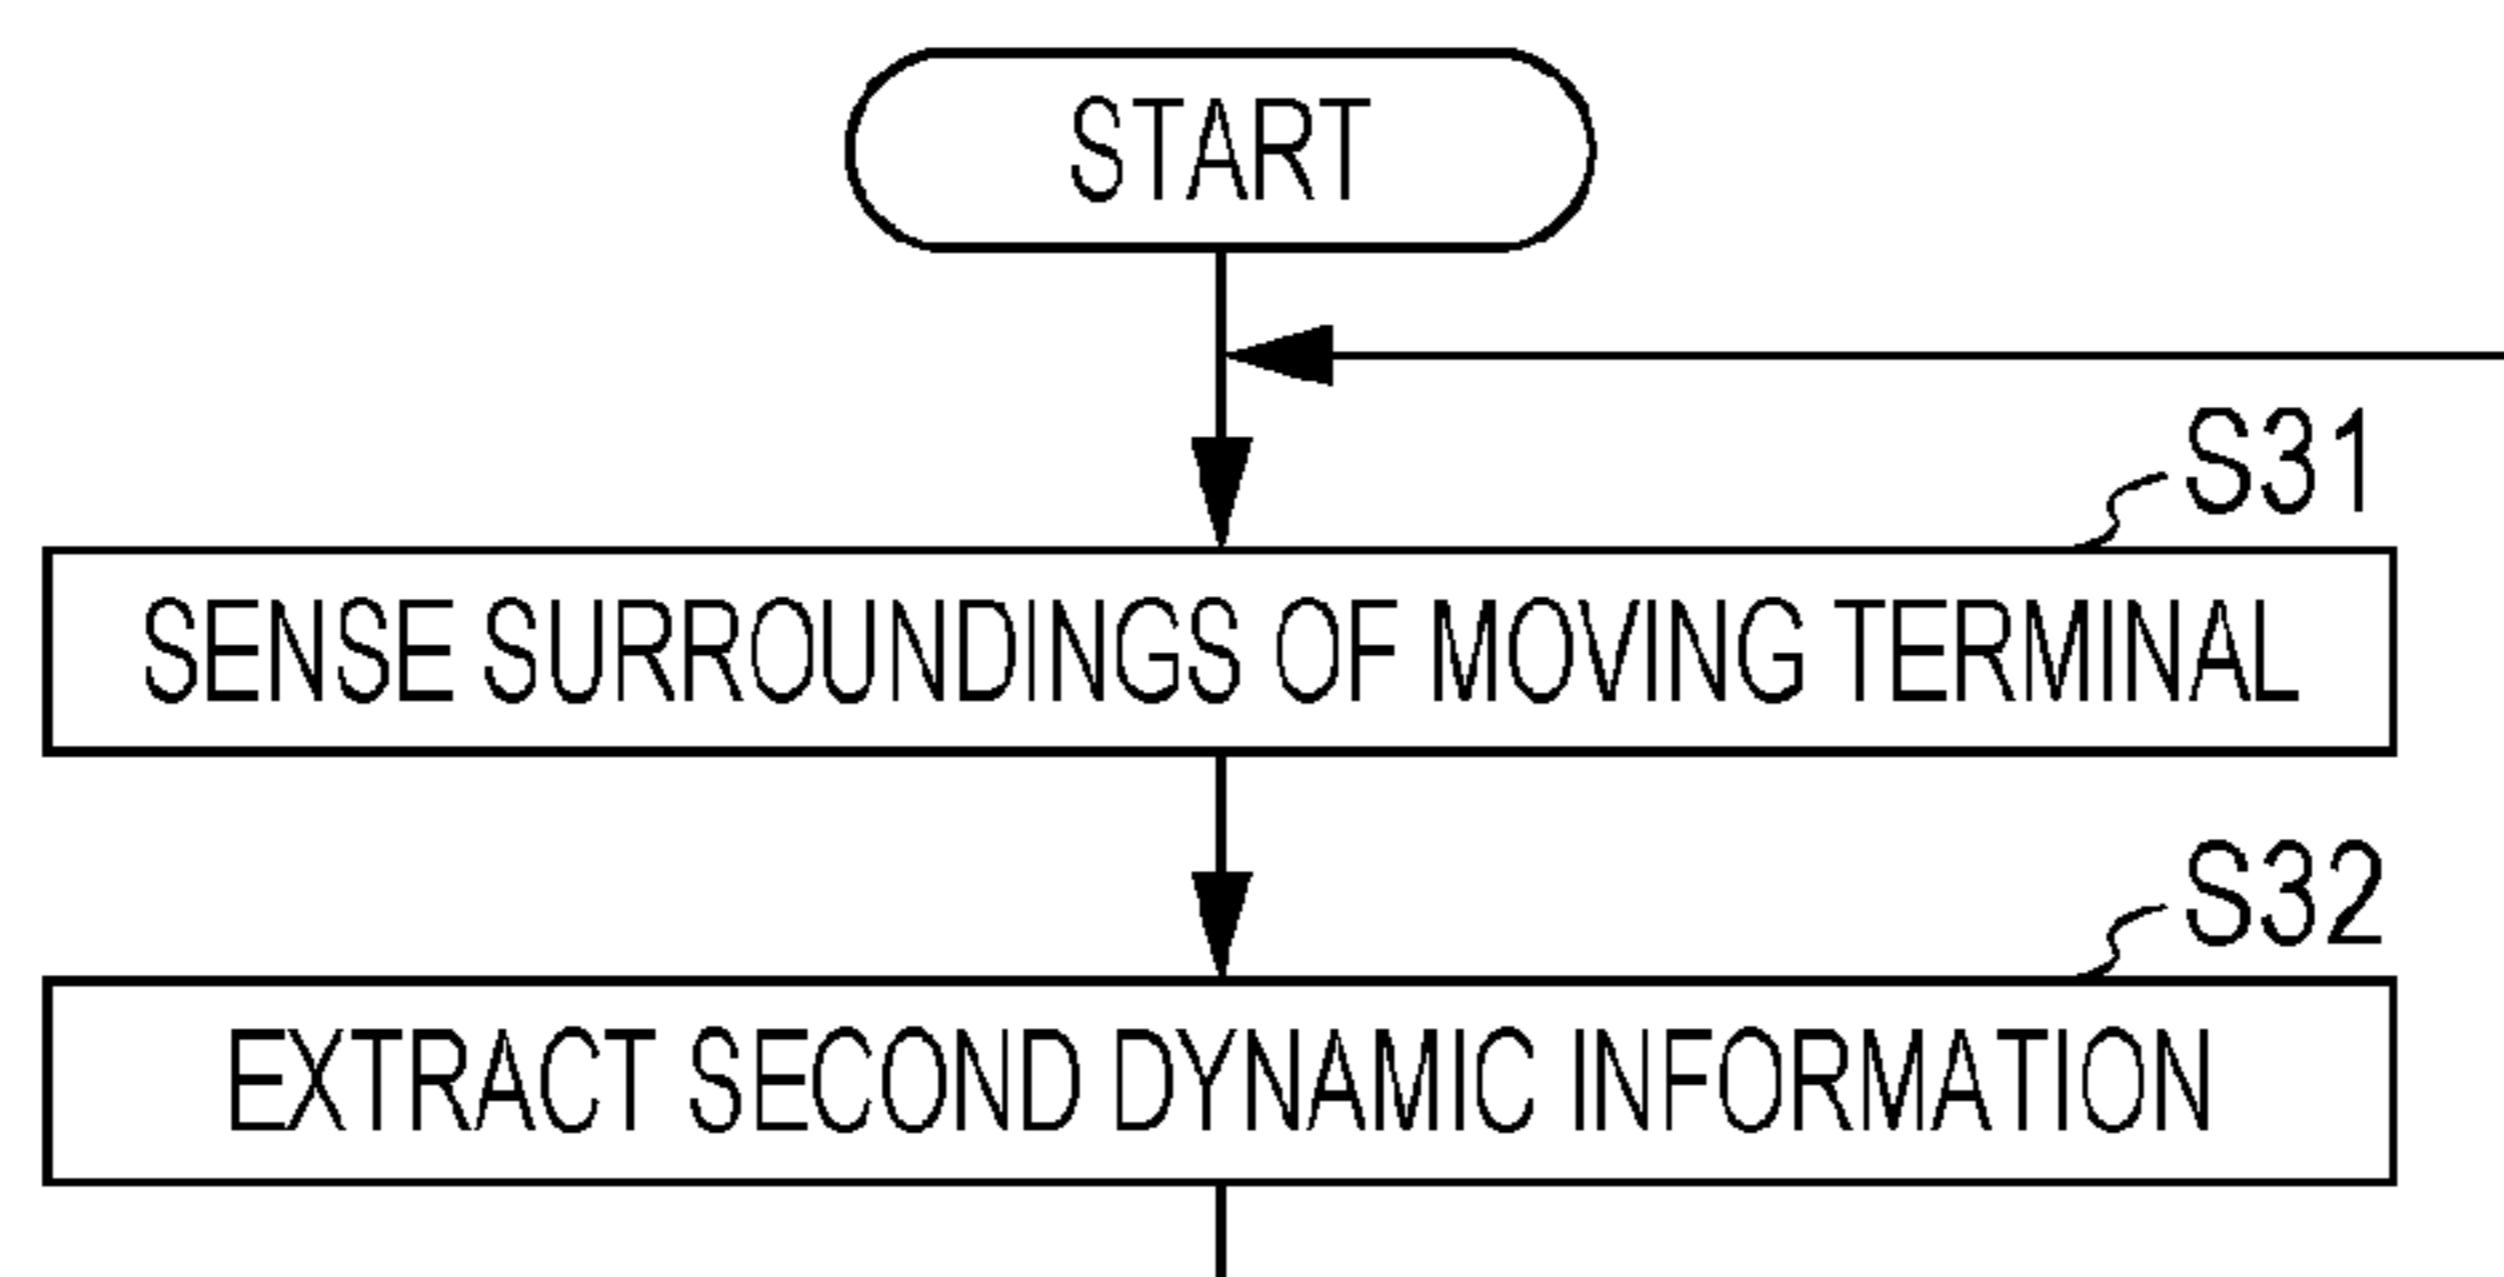 START
S31
SENSE SURROUNDINGS OF MOVING TERMINAL
S32
EXTRACT SECOND DYNAMIC INFORMATION